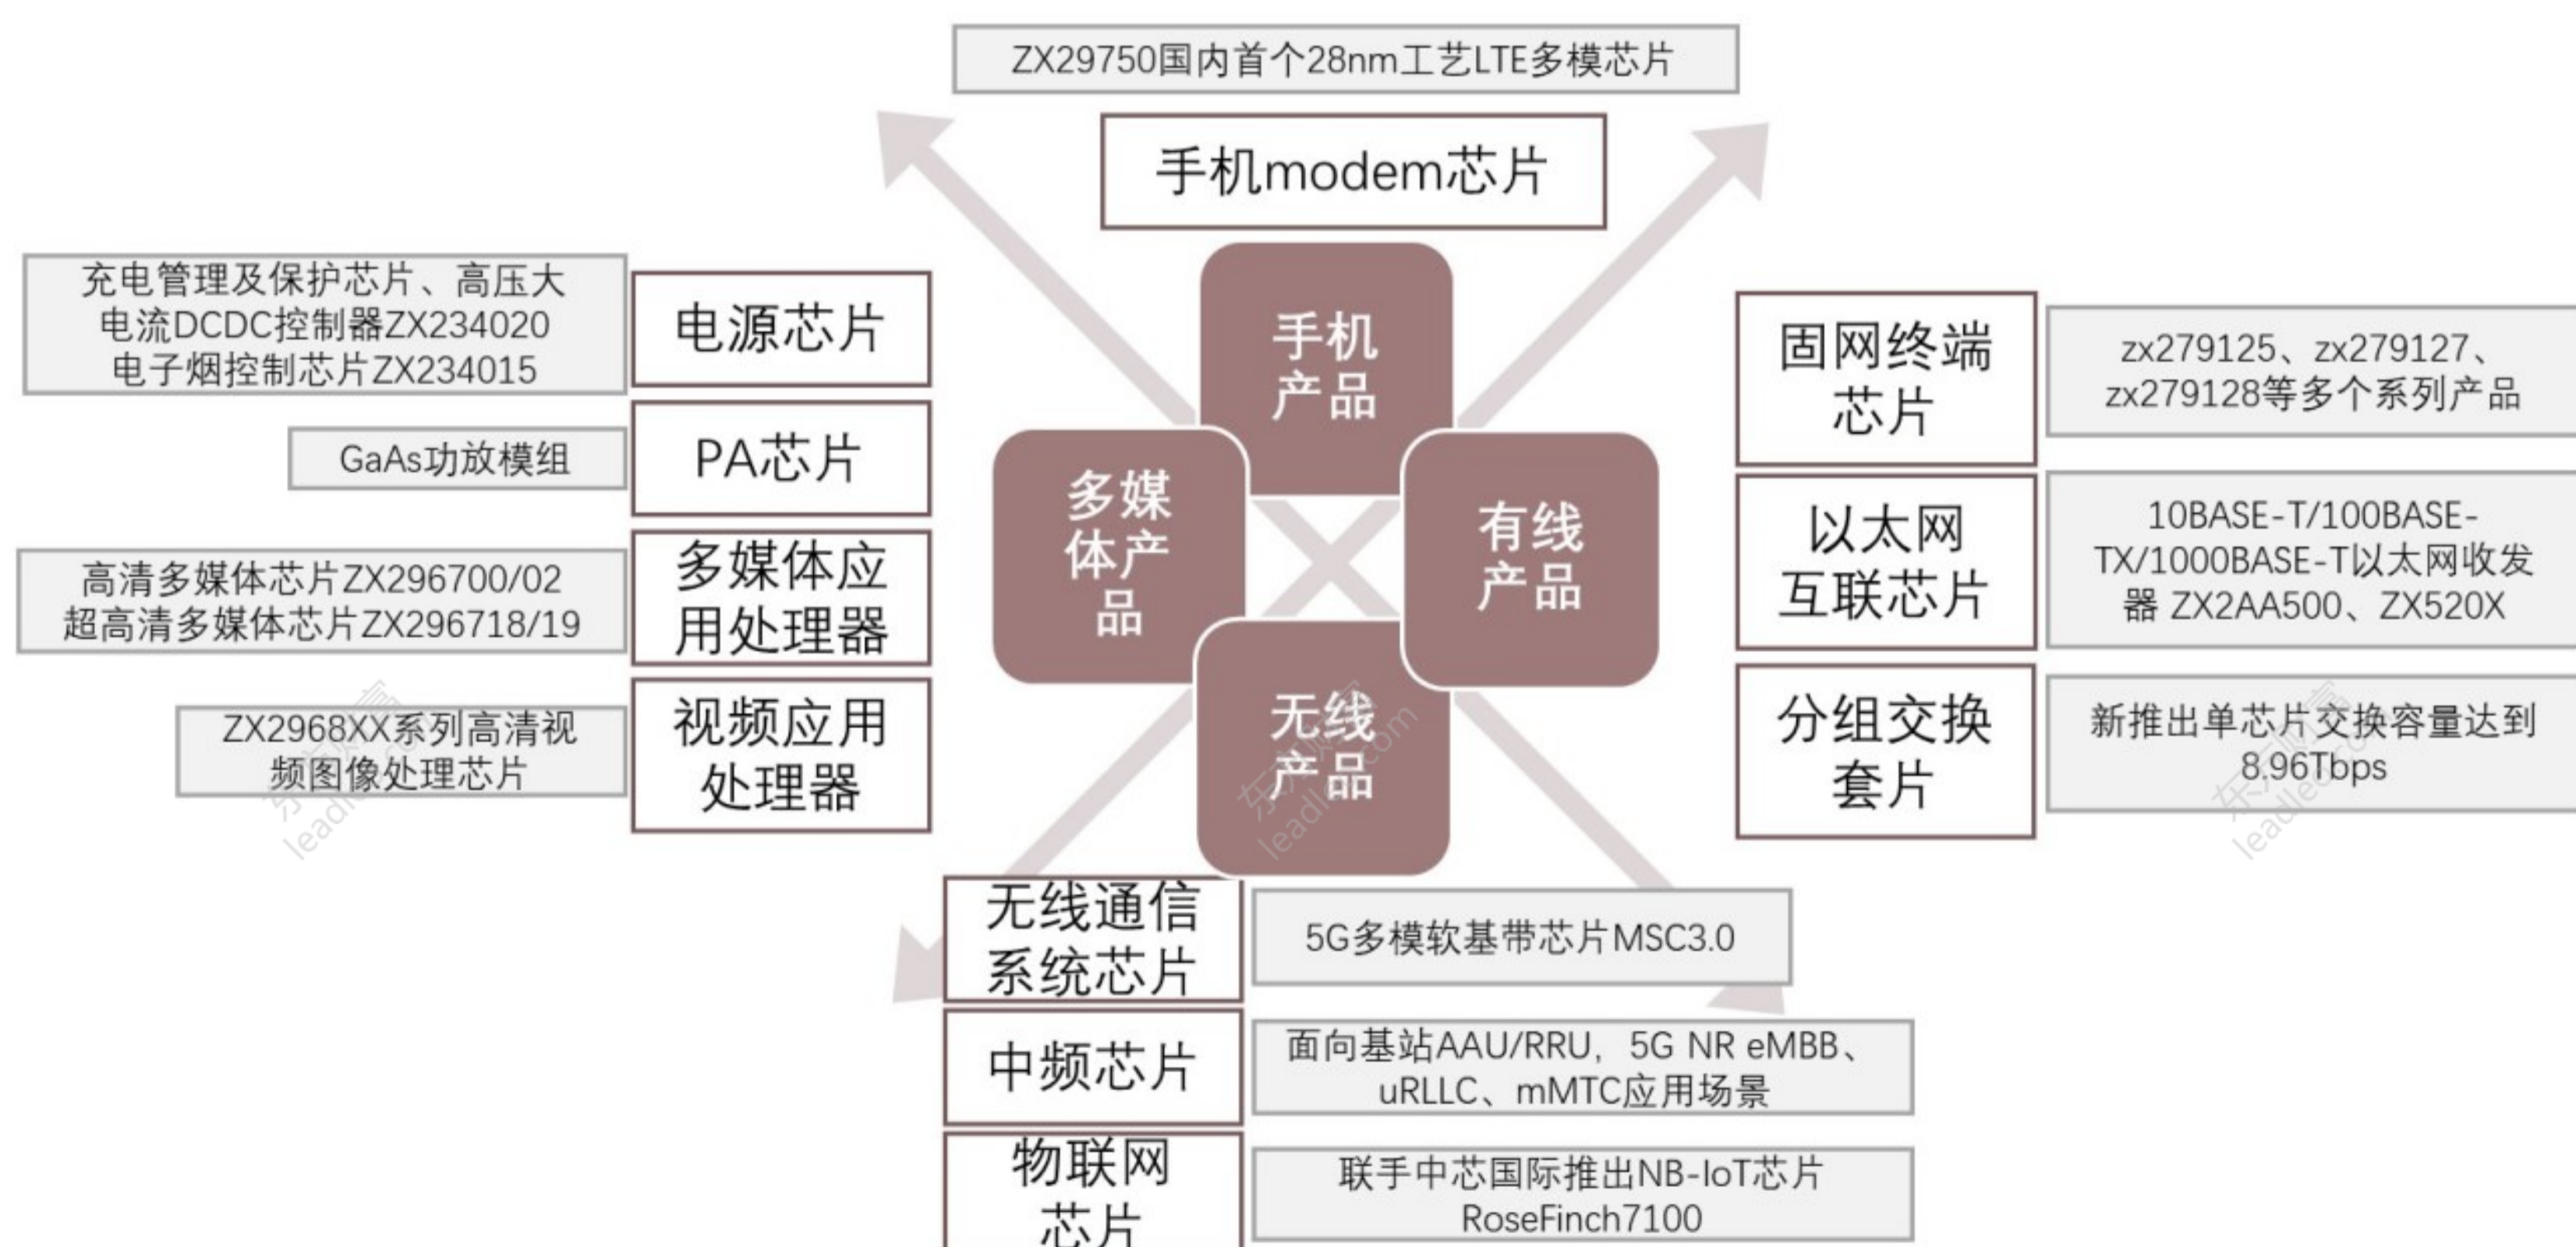 ZX29750国内首个28nm工艺LTE多模芯片
手机modem芯片
充电管理及保护芯片、高压大
电流DCDC控制器ZX234020
电子烟控制芯片ZX234015
电源芯片
GaAs功放模组
PA芯片
高清多媒体芯片ZX296700/02
超高清多媒体芯片ZX296718/19
多媒体应
用处理器
ZX2968XX系列高清视
频图像处理芯片
视频应用
处理器
手机
产品
多媒
体产
品
有线
产品
无线
产品
固网终端
芯片
zx279125、zx279127、
zx279128等多个系列产品
以太网
互联芯片
10BASE-T/100BASE-
TX/1000BASE-T以太网收发
器 ZX2AA500、ZX520X
分组交换
套片
新推出单芯片交换容量达到
8.96Tbps
无线通信
系统芯片
5G多模软基带芯片MSC3.0
中频芯片
面向基站AAU/RRU，5G NR eMBB、
uRLLC、mMTC应用场景
物联网
芯片
联手中芯国际推出NB-IoT芯片
RoseFinch7100